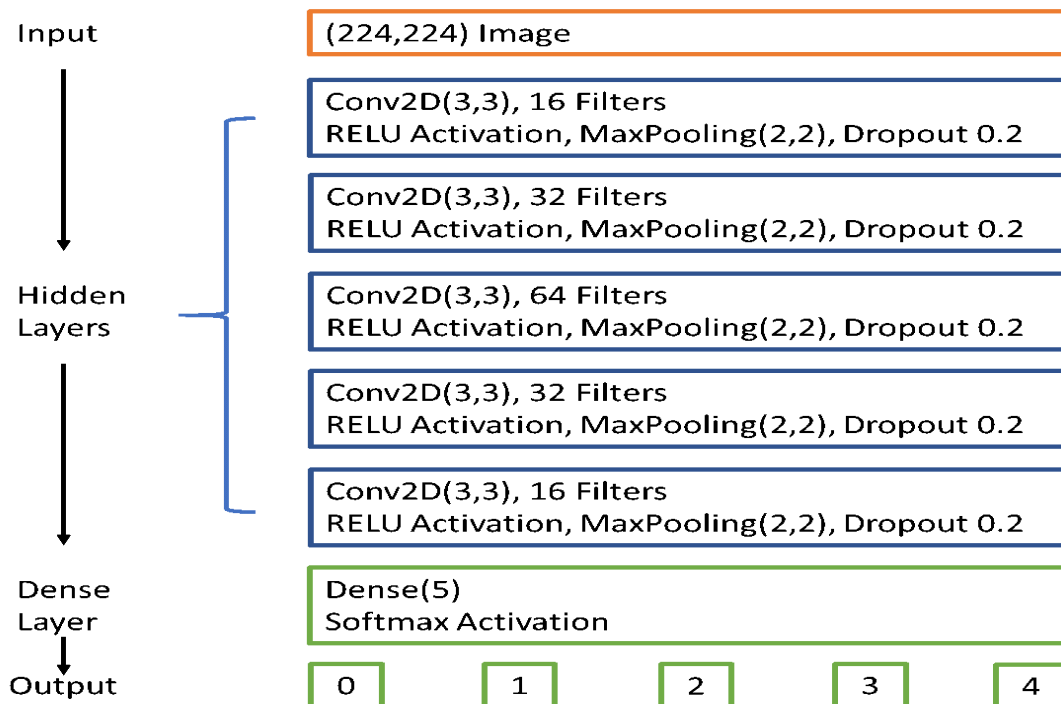 Input
(224,224) Image
Conv2D(3,3), 16 Filters
RELU Activation, MaxPooling(2,2), Dropout 0.2
Conv2D(3,3), 32 Filters
RELU Activation, MaxPooling(2,2), Dropout 0.2
Hidden
Layers
Conv2D(3,3), 64 Filters
RELU Activation, MaxPooling(2,2), Dropout 0.2
Conv2D(3,3), 32 Filters
RELU Activation, MaxPooling(2,2), Dropout 0.2
Conv2D(3,3), 16 Filters
RELU Activation, MaxPooling(2,2), Dropout 0.2
Dense
Layer
Dense(5)
Softmax Activation
Output
0 1 2 3 4